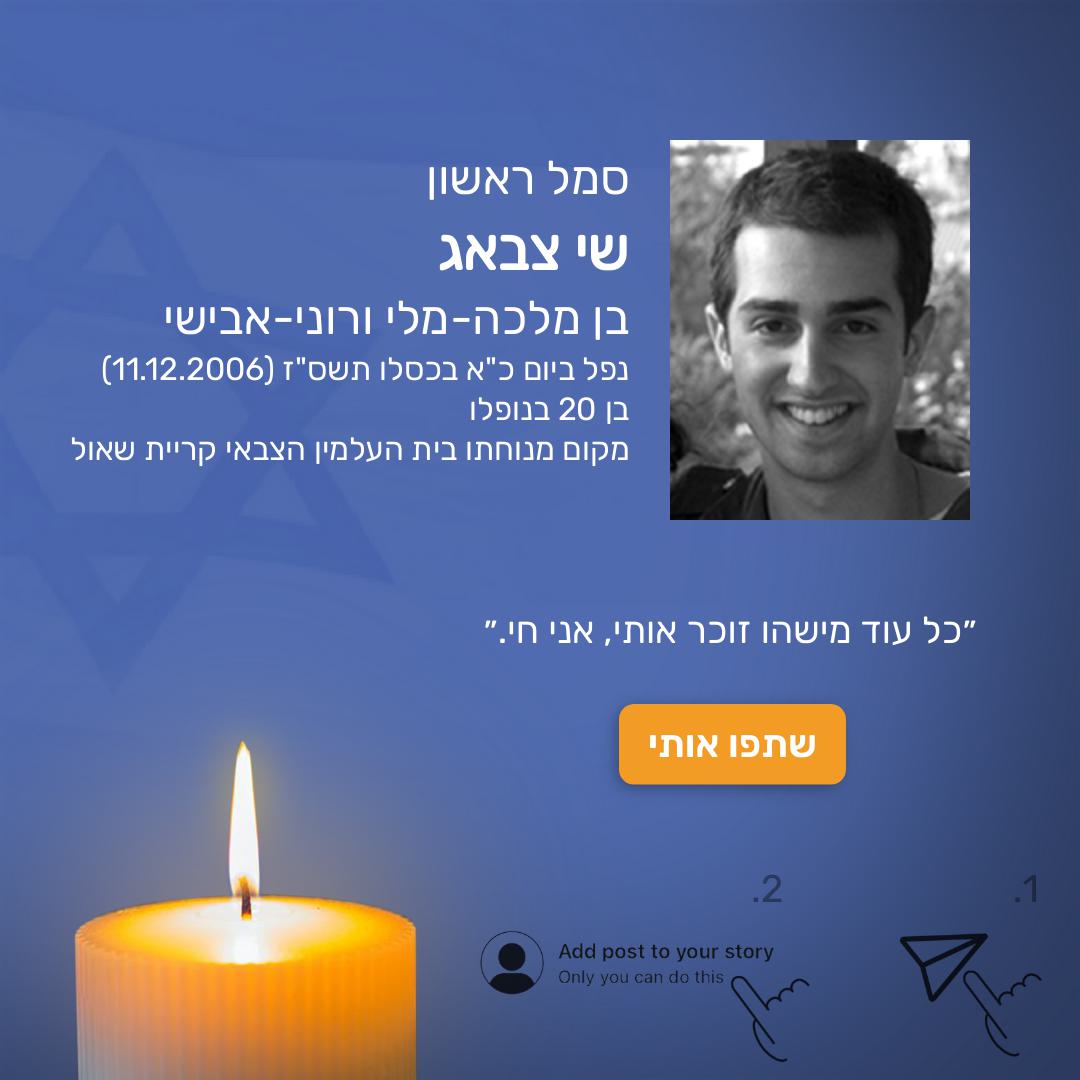 סמל ראשון
שי צבאג
בן מלכה-מלי ורוני-אבישי
נפל ביום כ"א בכסלו תשס"ז (11.12.2006)
בן 20 בנופלו
מקום מנוחתו בית העלמין הצבאי קריית שאול
״כל עוד מישהו זוכר אותי, אני חי.״
שתפו אותי
1.
2.
Add post to your story
Only you can do this